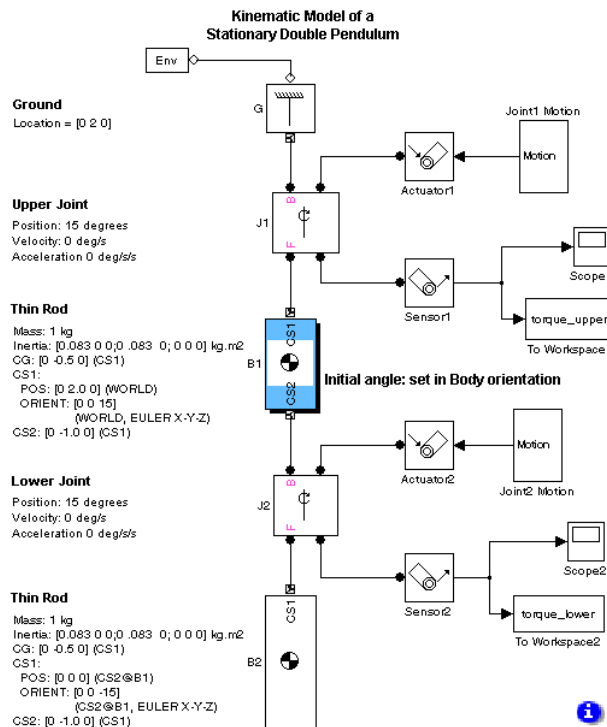 Kinematic Model of a
Stationary Double Pendulum
Env
Ground
Location = [0 2 0]
G
Joint1 Motion
Motion
Actuator1
Upper Joint
Position: 15 degrees
Velocity: 0 deg/s
Acceleration 0 deg/s/s
J1
B
F
Sensor1
Scope
torque_upper
To Workspace
Thin Rod
Mass: 1 kg
Inertia: [0.083 0 0;0 .083 0; 0 0 0] kg.m2
CG: [0 -0.5 0] (CS1)
CS1:
POS: [0 2.0 0] (WORLD)
ORIENT: [0 0 15]
(WORLD, EULER X-Y-Z)
CS2: [0 -1.0 0] (CS1)
B1
CS1
CS2
Initial angle: set in Body orientation
Lower Joint
Position: 15 degrees
Velocity: 0 deg/s
Acceleration 0 deg/s/s
J2
B
F
Actuator2
Motion
Joint2 Motion
Sensor2
Scope2
torque_lower
To Workspace2
Thin Rod
Mass: 1 kg
Inertia: [0.083 0 0;0 .083 0; 0 0 0] kg.m2
CG: [0 -0.5 0] (CS1)
CS1:
POS: [0 0 0] (CS2@B1)
ORIENT: [0 0 -15]
(CS2@B1, EULER X-Y-Z)
CS2: [0 -1.0 0] (CS1)
B2
CS1
i